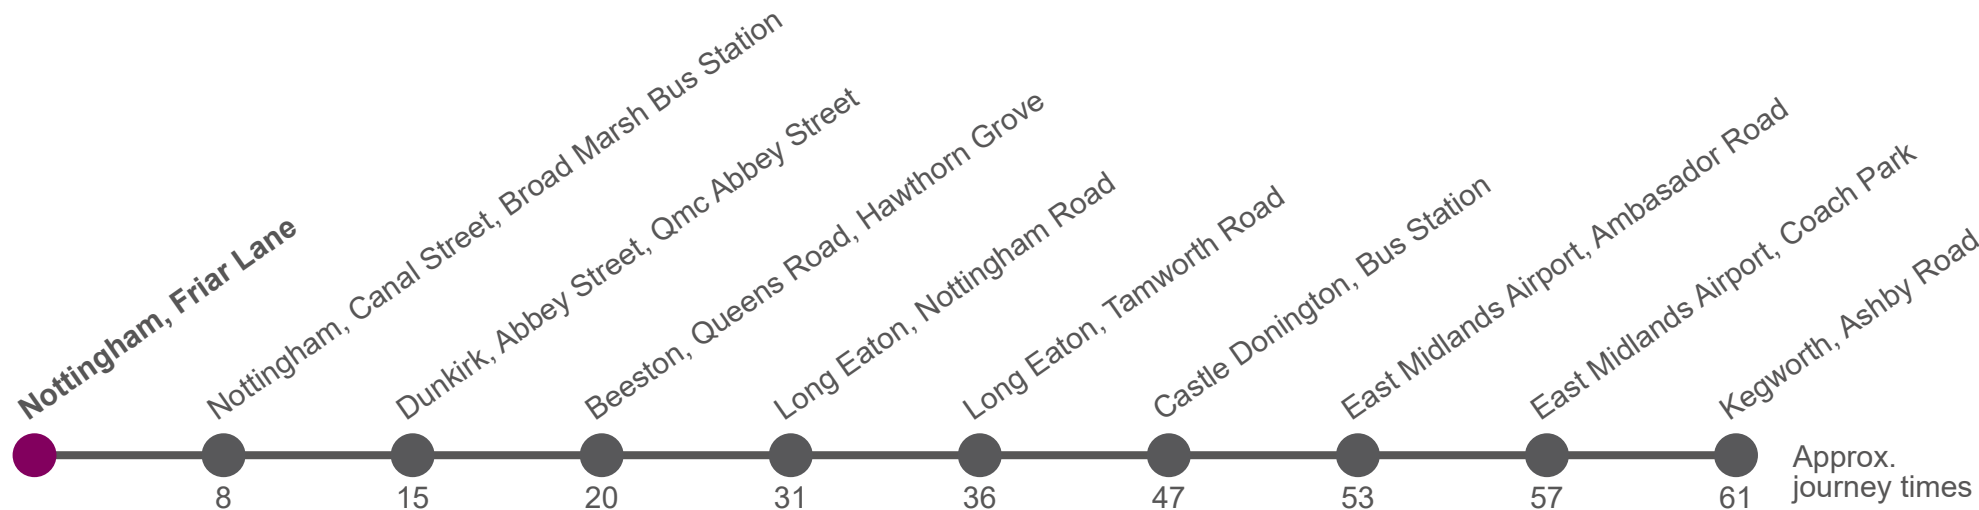 Nottingham, Friar Lane
Nottingham, Canal Street, Broad Marsh Bus Station
Dunkirk, Abbey Street, Qmc Abbey Street
Beeston, Queens Road, Hawthorn Grove
Long Eaton, Nottingham Road
Long Eaton, Tamworth Road
Castle Donington, Bus Station
East Midlands Airport, Ambasador Road
East Midlands Airport, Coach Park
Kegworth, Ashby Road
8 15 20 31 36 47 53 57 61
Approx.
journey times